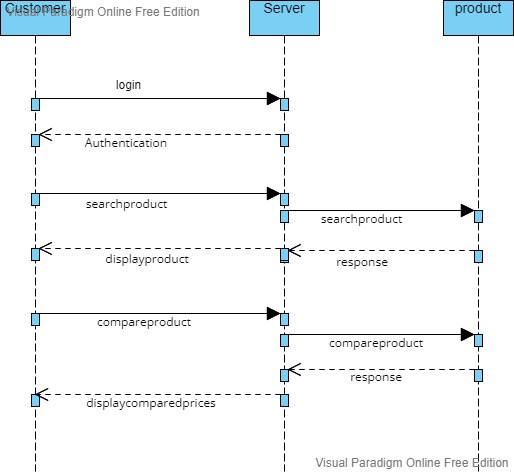 Visual Paradigm Online Free Edition
Customer
Server
product
login
Authentication
searchproduct
searchproduct
displayproduct
response
compareproduct
compareproduct
response
displaycomparedprices
Visual Paradigm Online Free Edition